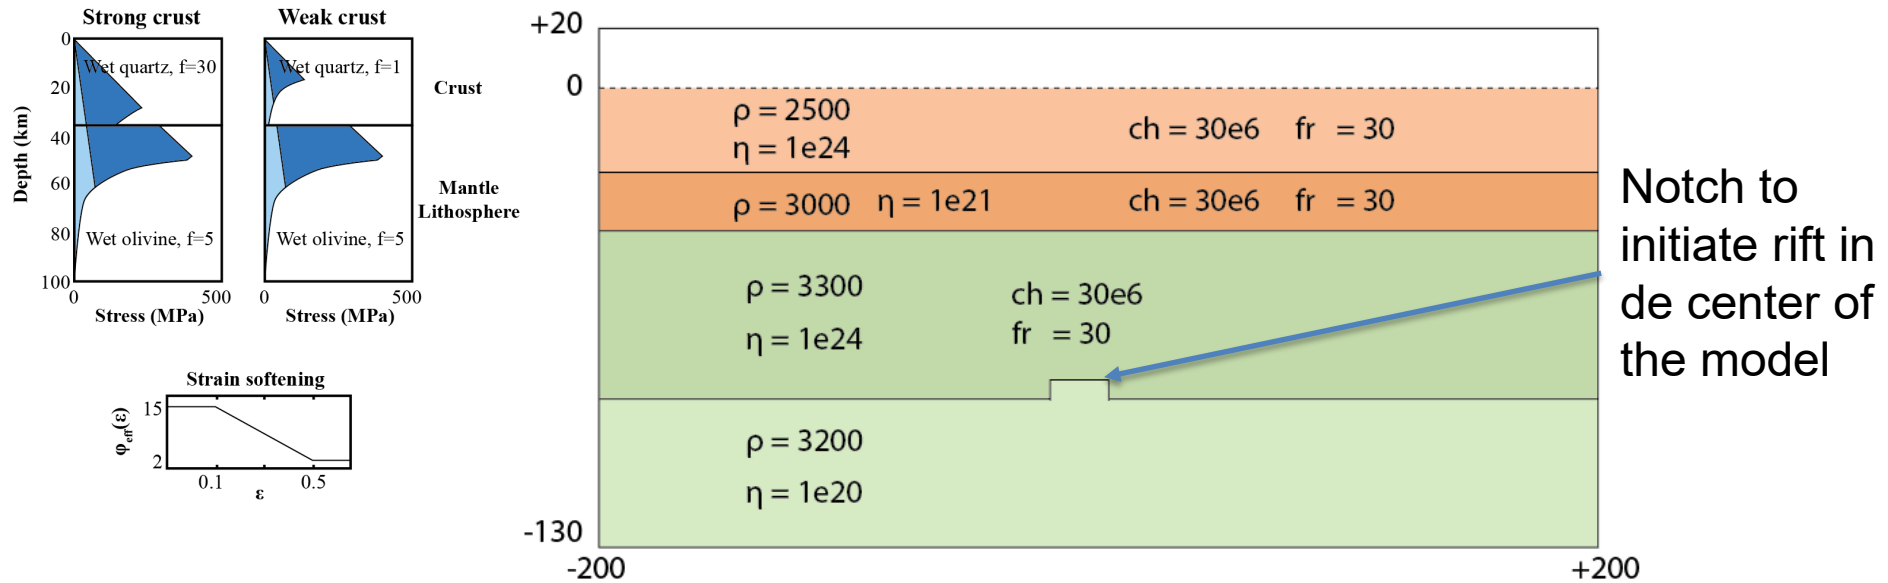 Strong crust
Weak crust
0
20
40
60
80
100
Depth (km)
Wet quartz, f=30
Wet quartz, f=1
Crust
Mantle
Lithosphere
Wet olivine, f=5
Wet olivine, f=5
0
500
0
500
Stress (MPa)
Stress (MPa)
Strain softening
φeff(ε)
15
2
0.1
0.5
ε
+20
0
-130
-200
+200
ρ = 2500
η = 1e24
ch = 30e6 fr = 30
ρ = 3000 η = 1e21
ch = 30e6 fr = 30
ρ = 3300
η = 1e24
ch = 30e6
fr = 30
ρ = 3200
η = 1e20
Notch to
initiate rift in
de center of
the model